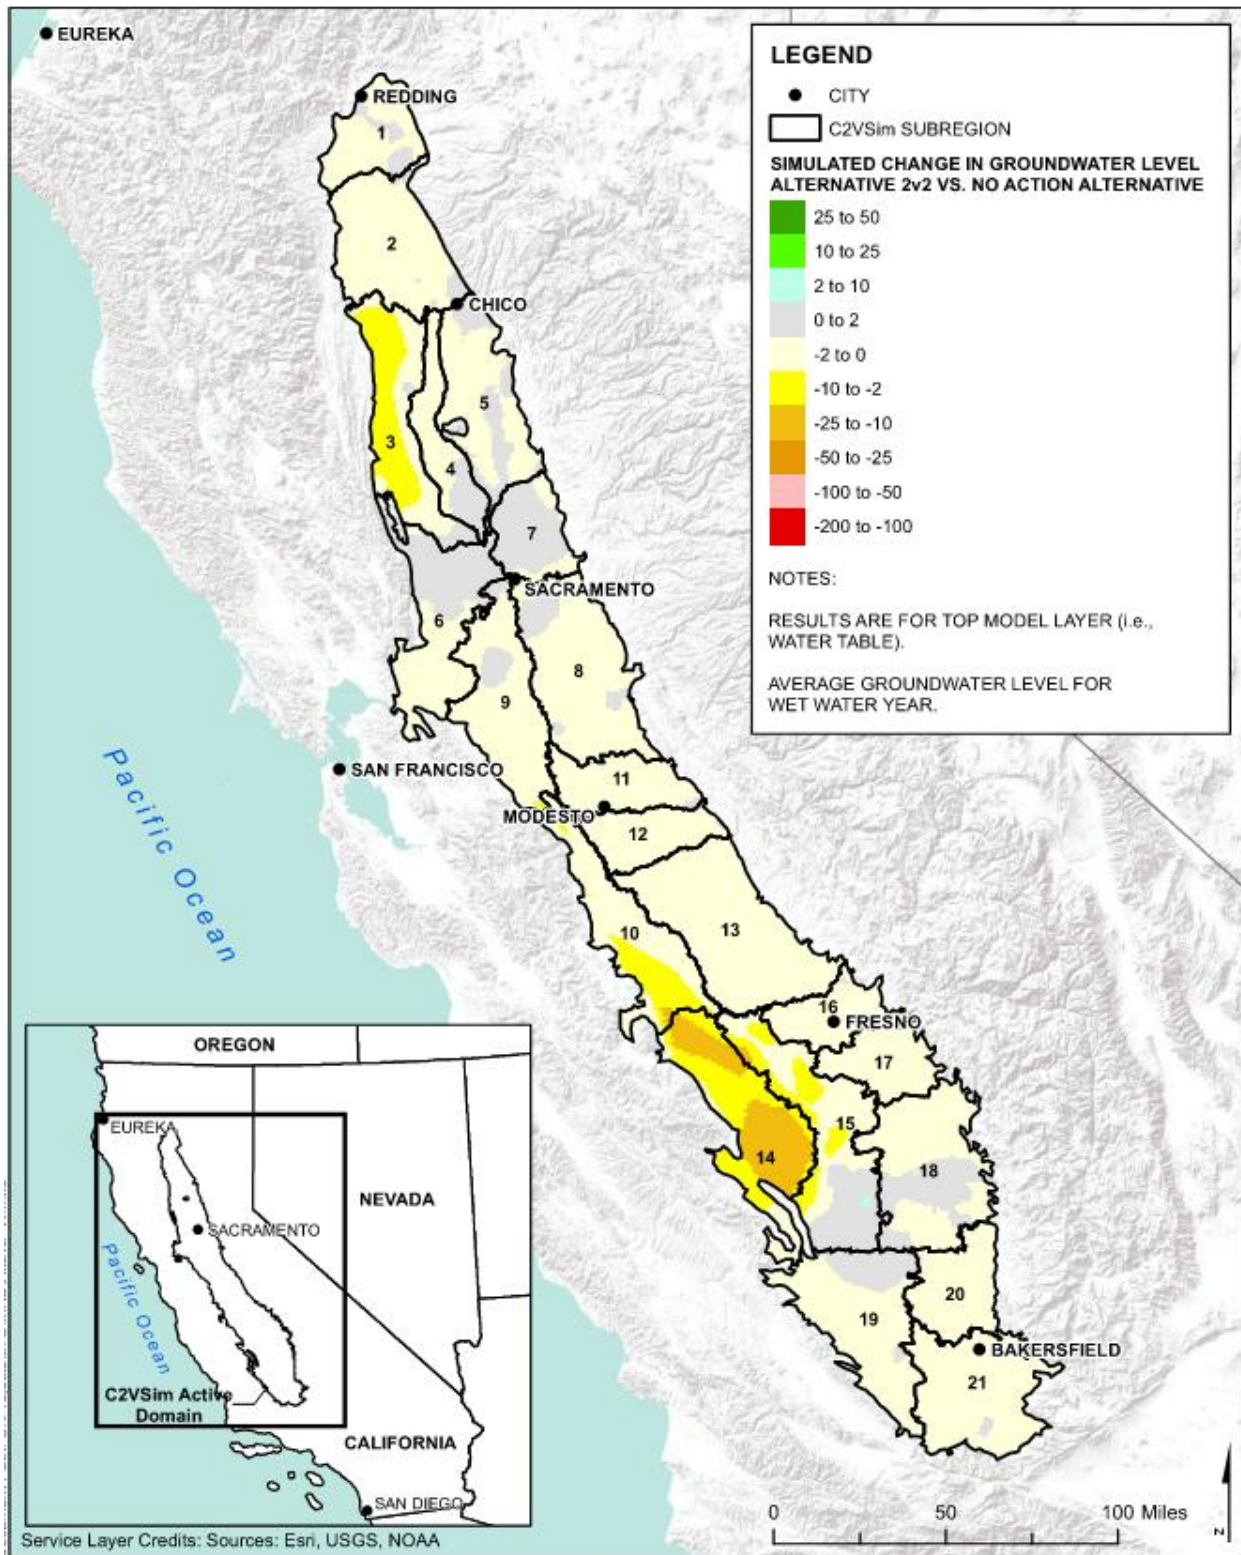 EUREKA
REDDING
1
2
CHICO
3
5
4
7
SACRAMENTO
6
8
9
SAN FRANCISCO
11
MODESTO
12
10
13
16
FRESNO
17
15
14
18
20
19
BAKERSFIELD
21
Pacific Ocean
LEGEND
CITY
C2VSim SUBREGION
SIMULATED CHANGE IN GROUNDWATER LEVEL
ALTERNATIVE 2v2 VS. NO ACTION ALTERNATIVE
25 to 50
10 to 25
2 to 10
0 to 2
-2 to 0
-10 to -2
-25 to -10
-50 to -25
-100 to -50
-200 to -100
NOTES:
RESULTS ARE FOR TOP MODEL LAYER (i.e.,
WATER TABLE).
AVERAGE GROUNDWATER LEVEL FOR
WET WATER YEAR.
OREGON
EUREKA
NEVADA
SACRAMENTO
Pacific Ocean
C2VSim Active
Domain
CALIFORNIA
SAN DIEGO
0 50 100 Miles
N
Service Layer Credits: Sources: Esri, USGS, NOAA